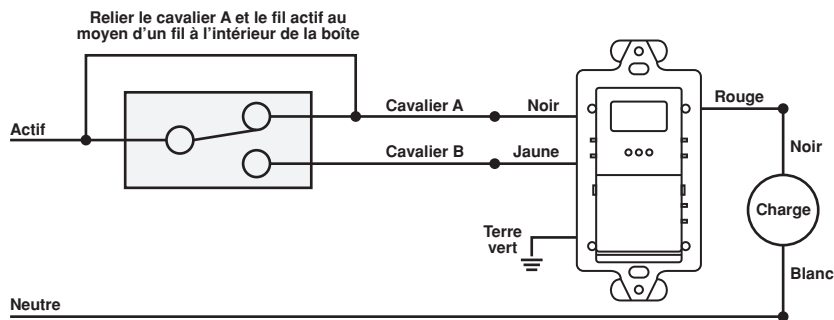 Relier le cavalier A et le fil actif au
moyen d'un fil à l'intérieur de la boîte
Actif
Cavalier A
Noir
Rouge
Cavalier B
Jaune
Noir
Charge
Terre
vert
Blanc
Neutre